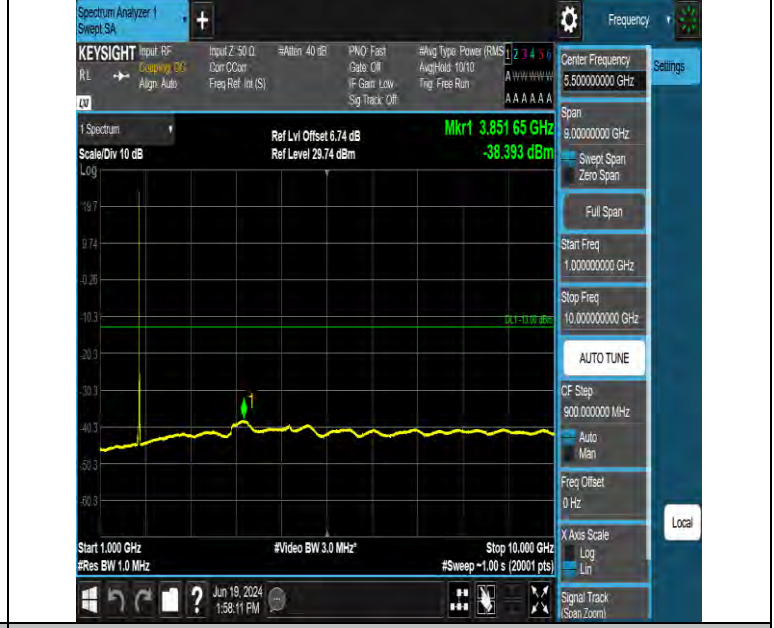 Spectrum Analyzer 1
Swept SA
+
Frequency
KEYSIGHT Input: RF
RL
Coupling: DC
Align: Auto
LXI
Input Z: 50 Ω
Corr CCorr
Freq Ref: Int (S)
#Atten: 40 dB
PNO: Fast
Gate: Off
IF Gain: Low
Sig Track: Off
#Avg Type: Power (RMS
Avg|Hold: 10/10
Trig: Free Run
1 2 3 4 5 6
A W W W W W
A A A A A A
Center Frequency
5.500000000 GHz
Settings
1 Spectrum
Scale/Div 10 dB
Log
Ref Lvl Offset 6.74 dB
Ref Level 29.74 dBm
Mkr1 3.851 65 GHz
-38.393 dBm
Span
9.00000000 GHz
Swept Span
Zero Span
Full Span
Start Freq
1.000000000 GHz
Stop Freq
10.000000000 GHz
AUTO TUNE
CF Step
900.000000 MHz
Auto
Man
Freq Offset
0 Hz
X Axis Scale
Log
Lin
Signal Track
(Span Zoom)
Local
19.7
9.74
-0.26
-10.3
-20.3
-30.3
-40.3
-50.3
-60.3
DL1 -13.00 dBm
1
Start 1.000 GHz
#Res BW 1.0 MHz
#Video BW 3.0 MHz*
Stop 10.000 GHz
#Sweep ~1.00 s (20001 pts)
?
Jun 19, 2024
1:58:11 PM